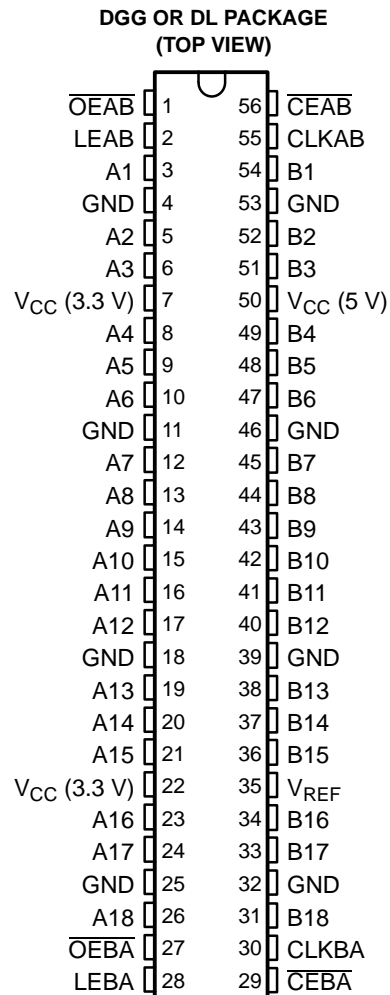 DGG OR DL PACKAGE
(TOP VIEW)
OEAB 1 56 CEAB
LEAB 2 55 CLKAB
A1 3 54 B1
GND 4 53 GND
A2 5 52 B2
A3 6 51 B3
VCC (3.3 V) 7 50 VCC (5 V)
A4 8 49 B4
A5 9 48 B5
A6 10 47 B6
GND 11 46 GND
A7 12 45 B7
A8 13 44 B8
A9 14 43 B9
A10 15 42 B10
A11 16 41 B11
A12 17 40 B12
GND 18 39 GND
A13 19 38 B13
A14 20 37 B14
A15 21 36 B15
VCC (3.3 V) 22 35 VREF
A16 23 34 B16
A17 24 33 B17
GND 25 32 GND
A18 26 31 B18
OEBA 27 30 CLKBA
LEBA 28 29 CEBA